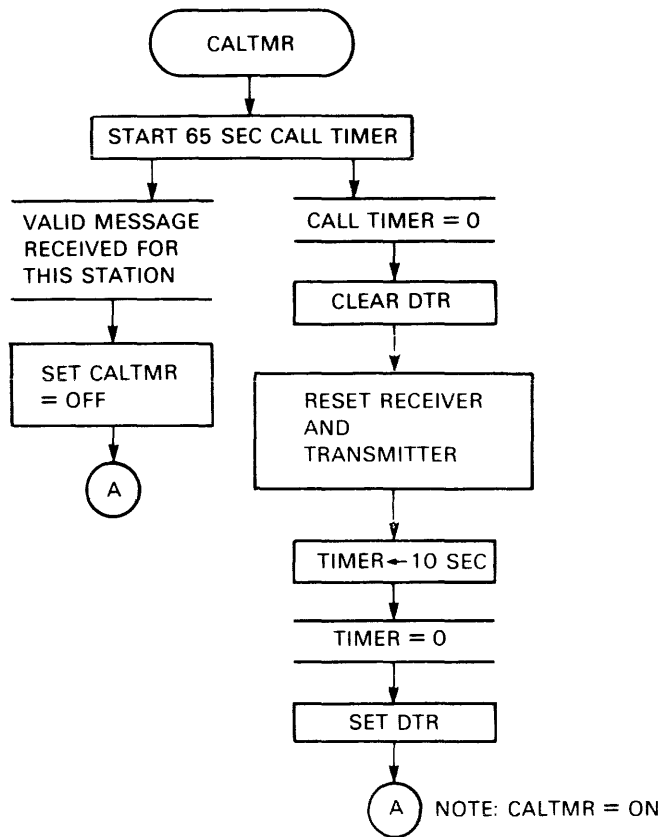 CALTMR
START 65 SEC CALL TIMER
VALID MESSAGE
RECEIVED FOR
THIS STATION
SET CALTMR
= OFF
A
CALL TIMER = 0
CLEAR DTR
RESET RECEIVER
AND
TRANSMITTER
TIMER ← 10 SEC
TIMER = 0
SET DTR
A NOTE: CALTMR = ON